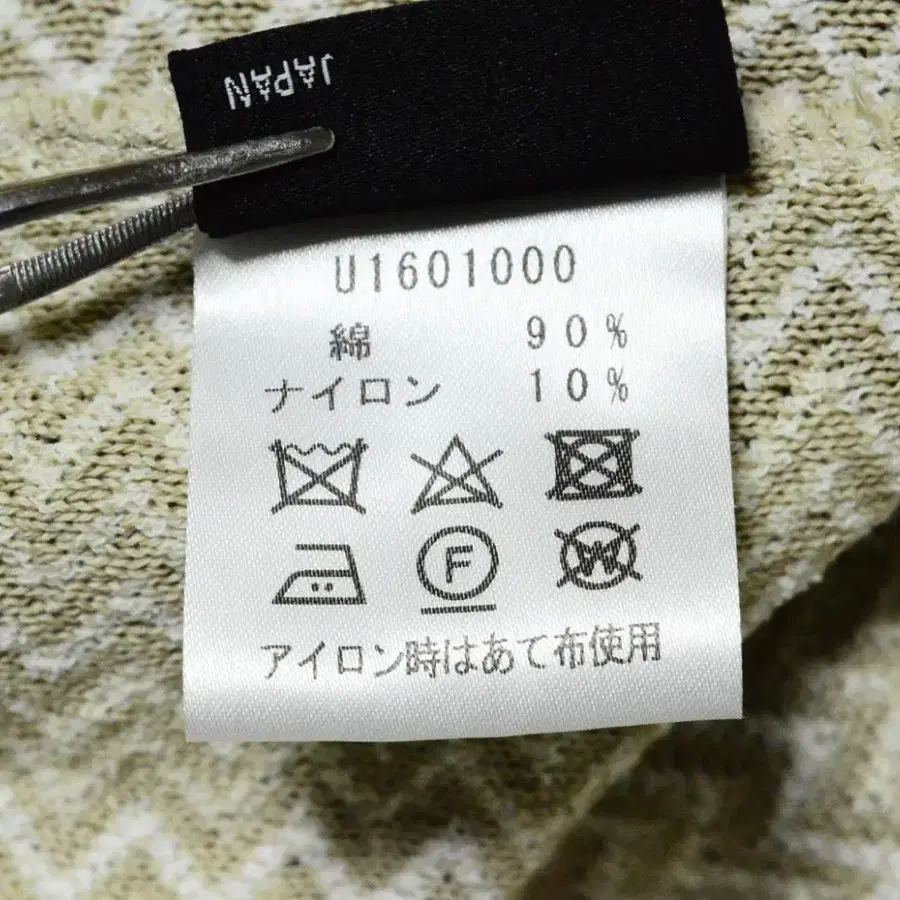 JAPAN
U1601000
綿 90%
ナイロン 10%
F
W
アイロン時はあて布使用